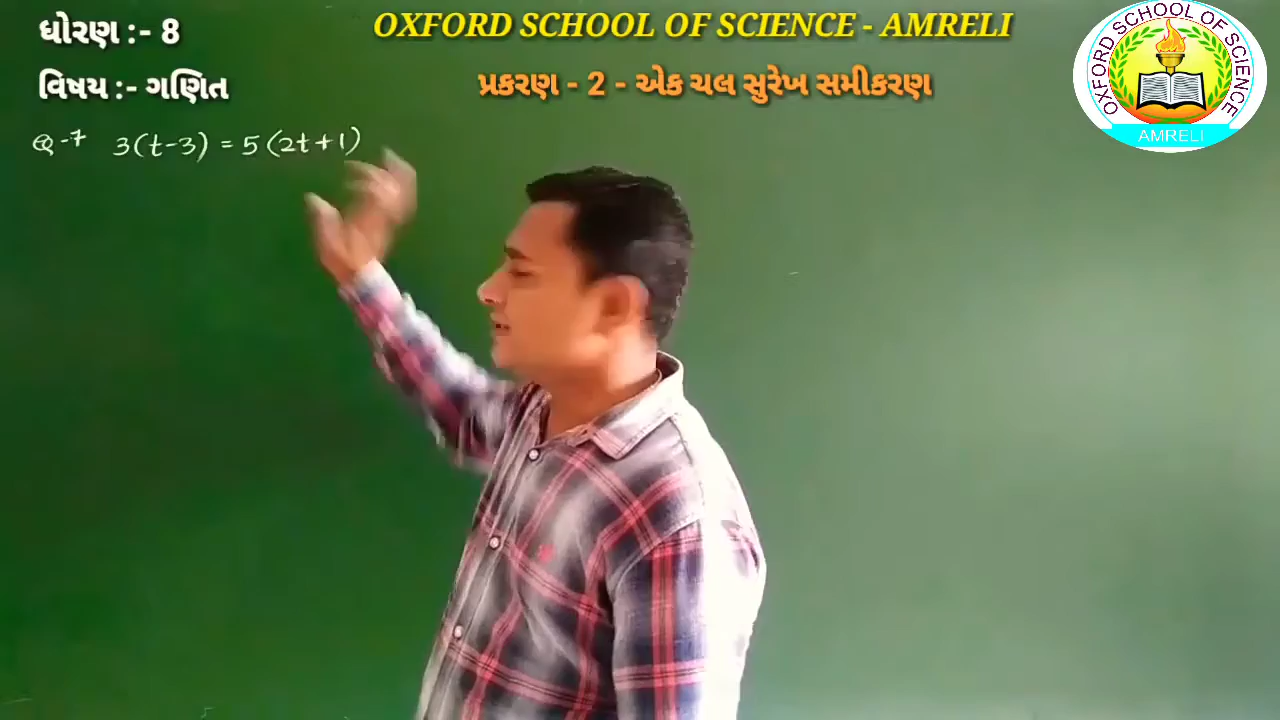 ધોરણ :- 8
OXFORD SCHOOL OF SCIENCE - AMRELI
વિષય :- ગણિત
પ્રકરણ - 2 - એક ચલ સુરેખ સમીકરણ
OXFORD SCHOOL OF SCIENCE
AMRELI
Q-7 3(t-3) = 5(2t+1)